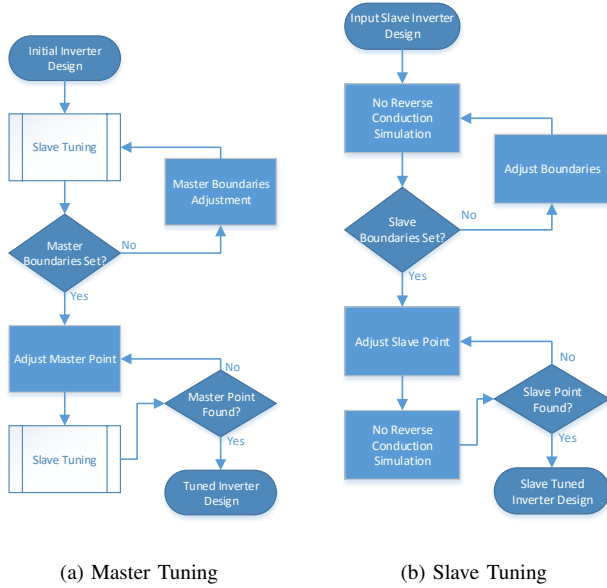 Initial Inverter
Design
Slave Tuning
Master Boundaries
Adjustment
Master
Boundaries Set?
No
Yes
Adjust Master Point
No
Master Point
Found?
Slave Tuning
Yes
Tuned Inverter
Design
(a) Master Tuning
Input Slave Inverter
Design
No Reverse
Conduction
Simulation
Adjust Boundaries
Slave
Boundaries Set?
No
Yes
Adjust Slave Point
No
Slave Point
Found?
No Reverse
Conduction
Simulation
Yes
Slave Tuned
Inverter Design
(b) Slave Tuning